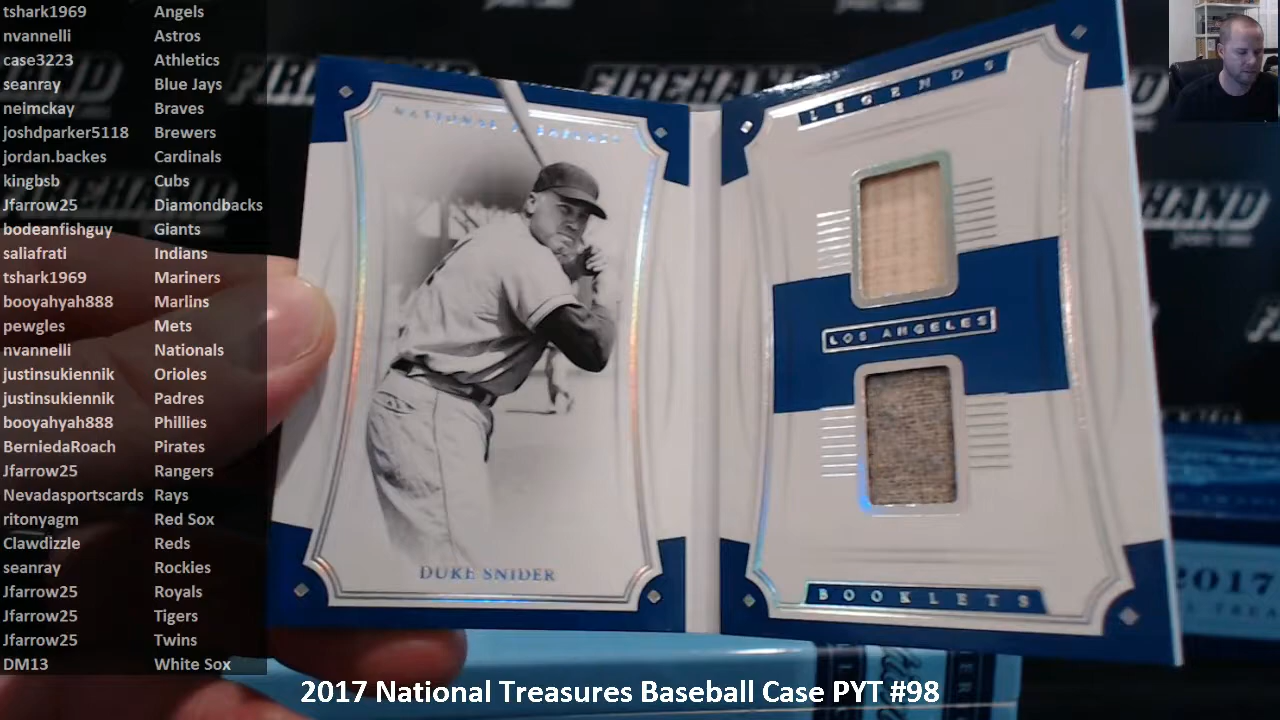 tshark1969 Angels
nvannelli Astros
case3223 Athletics
seanray Blue Jays
neimckay Braves
joshdparker5118 Brewers
jordan.backes Cardinals
kingbsb Cubs
Jfarrow25 Diamondbacks
bodeanfishguy Giants
saliafrati Indians
tshark1969 Mariners
booyahyah888 Marlins
pewgles Mets
nvannelli Nationals
justinsukiennik Orioles
justinsukiennik Padres
booyahyah888 Phillies
BerniedaRoach Pirates
Jfarrow25 Rangers
Nevadasportscards Rays
ritonyagm Red Sox
Clawdizzle Reds
seanray Rockies
Jfarrow25 Royals
Jfarrow25 Tigers
Jfarrow25 Twins
DM13 White Sox
FIREHAND
NATIONAL
DUKE SNIDER
LEGENDS
LOS ANGELES
BOOKLETS
2017
2017 National Treasures Baseball Case PYT #98